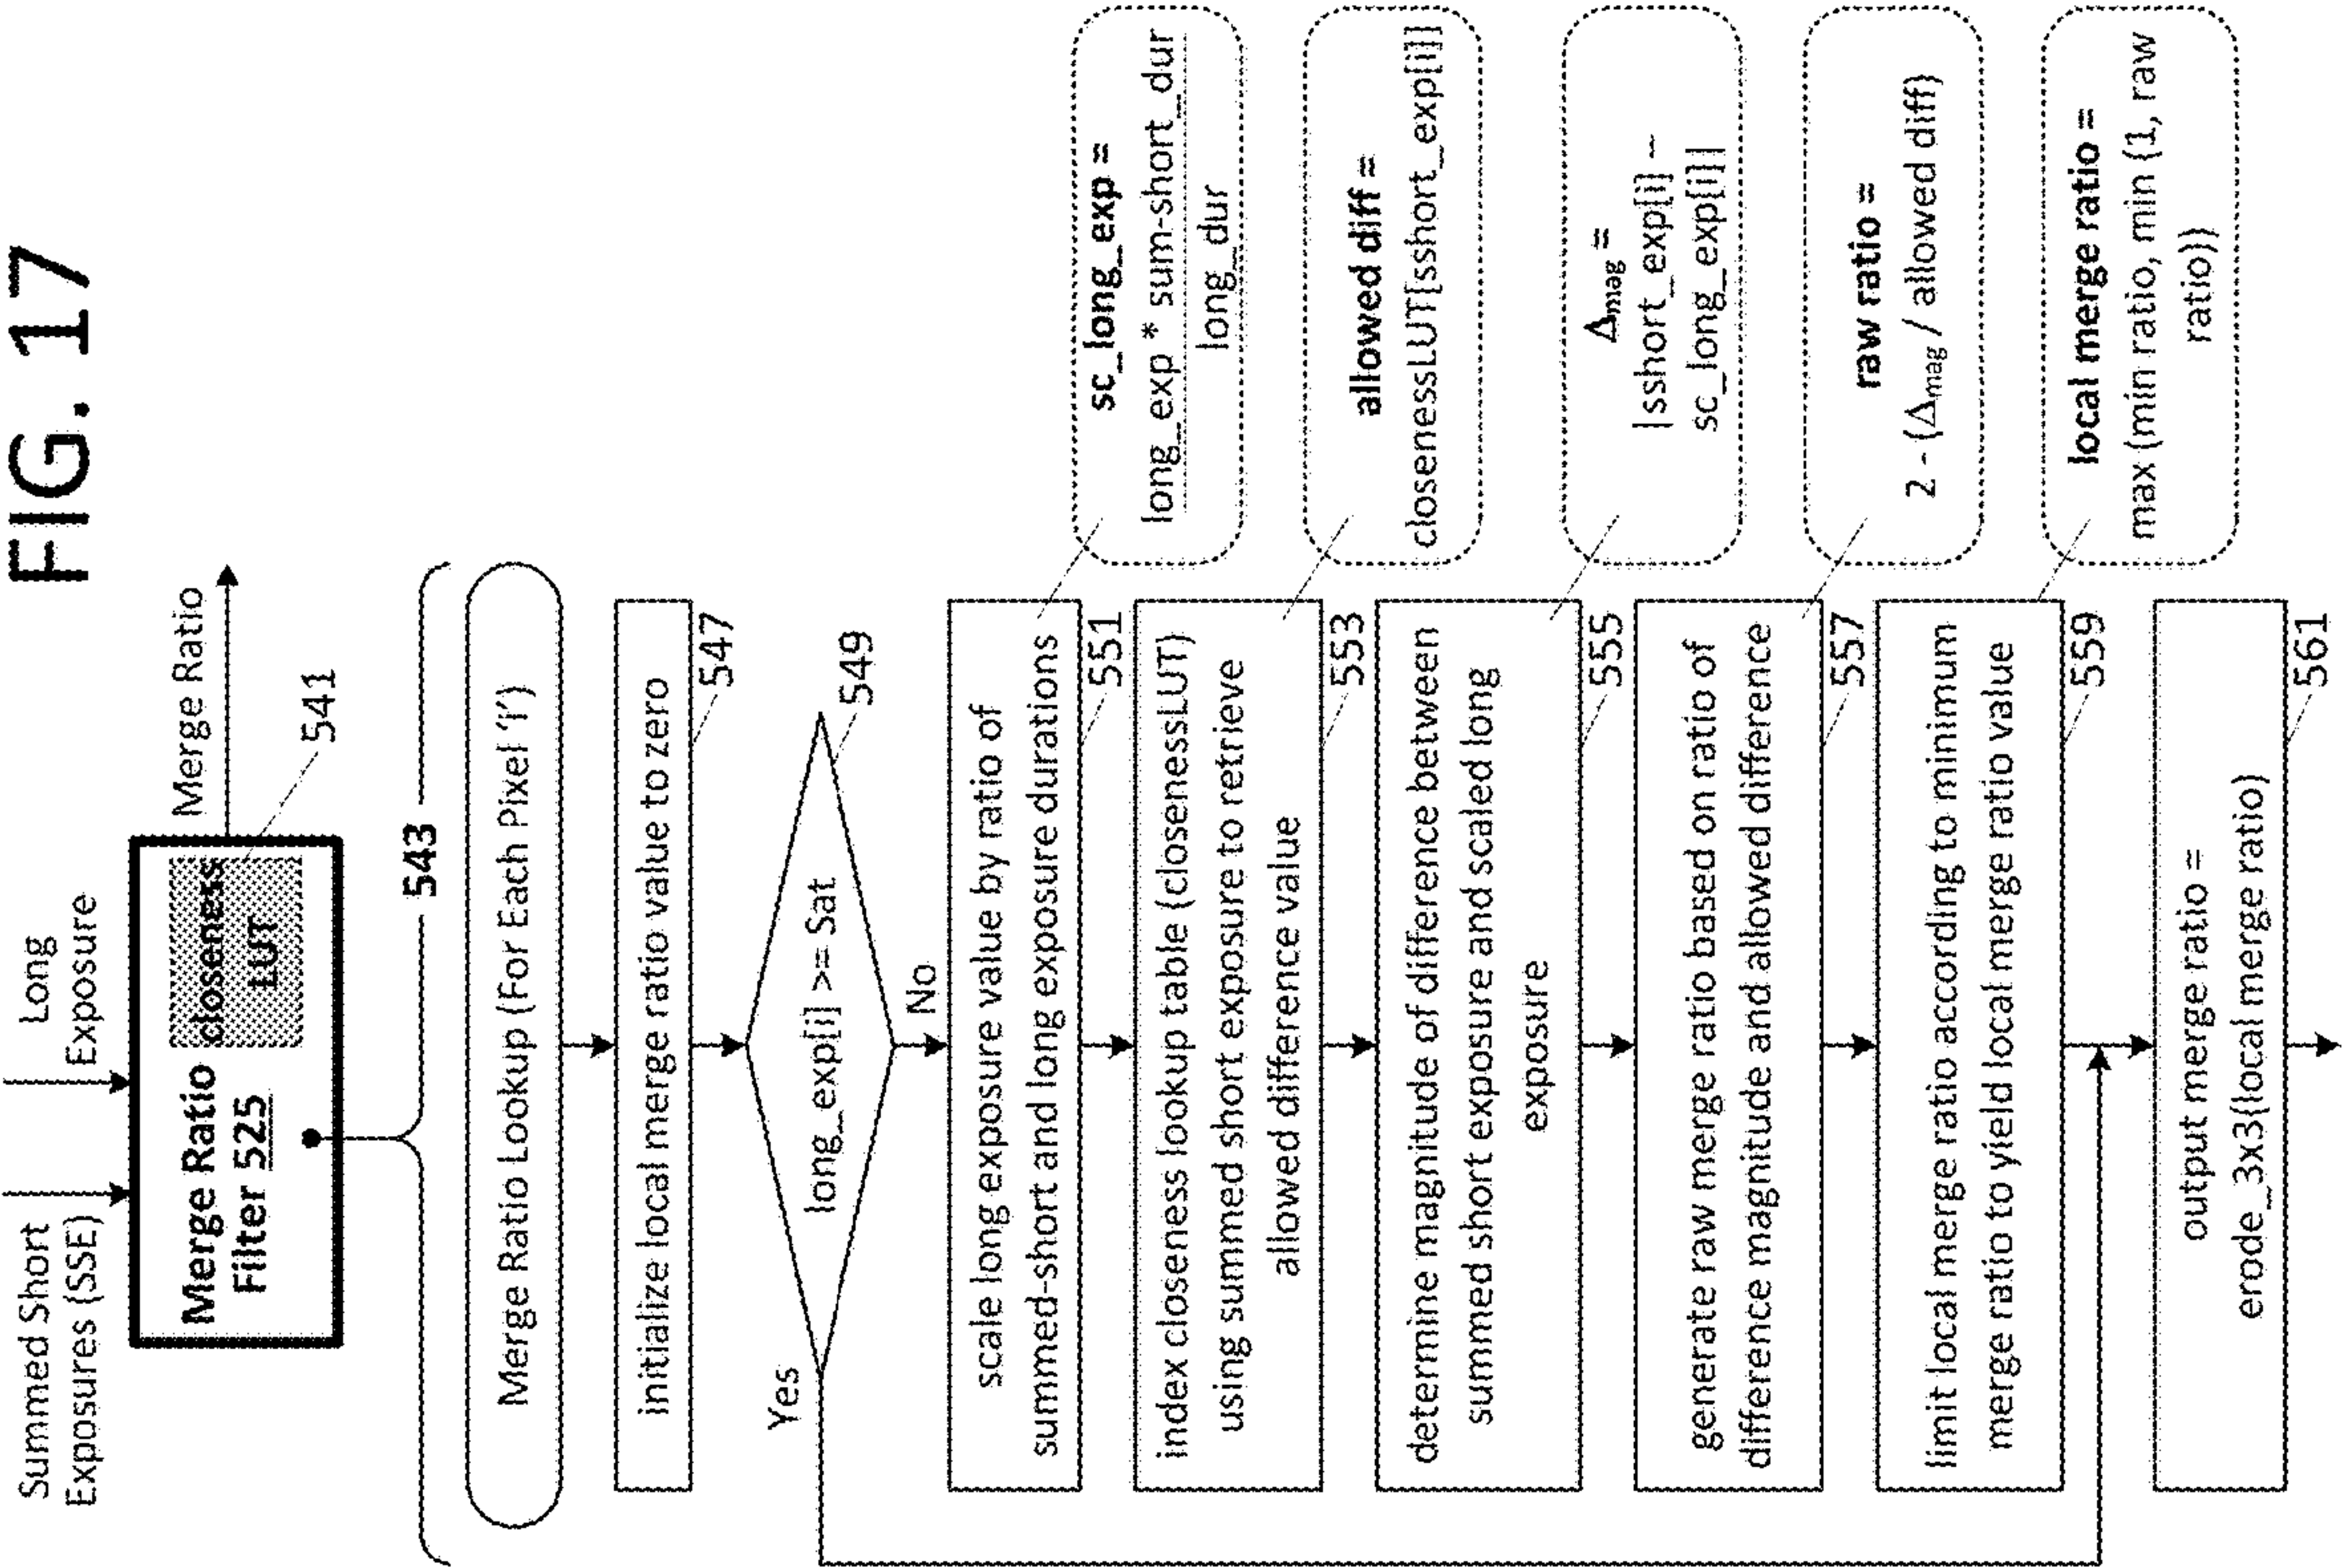 FIG. 17
Summed Short
Exposures (SSE)
Long
Exposure
Merge Ratio
Filter 525
closeness
LUT
Merge Ratio
541
543
Merge Ratio Lookup (For Each Pixel 'i')
initialize local merge ratio value to zero
547
long_exp[i] >= Sat
549
Yes
No
scale long exposure value by ratio of
summed-short and long exposure durations
551
sc_long_exp =
long_exp * sum-short_dur
long_dur
index closeness lookup table (closenessLUT)
using summed short exposure to retrieve
allowed difference value
553
allowed diff =
closenessLUT[sshort_exp[i]]
determine magnitude of difference between
summed short exposure and scaled long
exposure
555
Δmag =
|sshort_exp[i] –
sc_long_exp[i]|
generate raw merge ratio based on ratio of
difference magnitude and allowed difference
557
raw ratio =
2 - (Δmag / allowed diff)
limit local merge ratio according to minimum
merge ratio to yield local merge ratio value
559
local merge ratio =
max (min ratio, min (1, raw
ratio))
output merge ratio =
erode_3x3(local merge ratio)
561